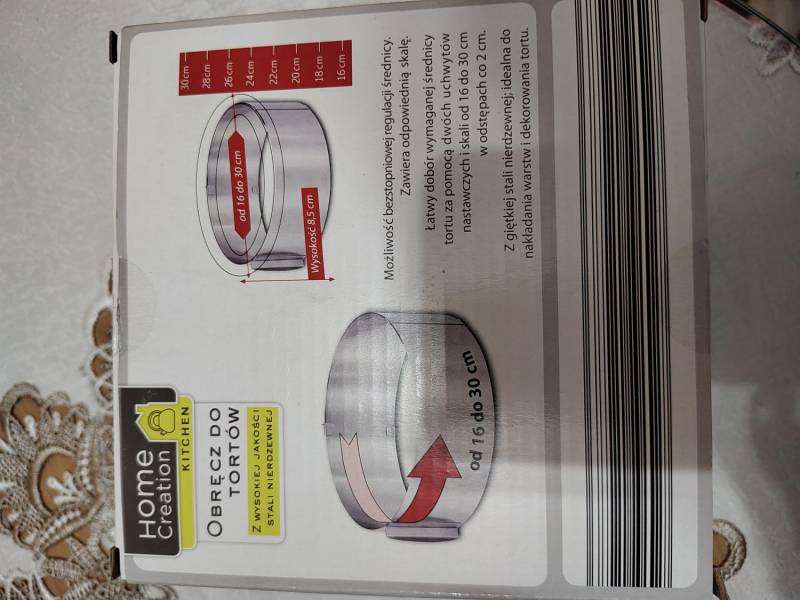 Home
Creation
KITCHEN
OBRĘCZ DO
TORTÓW
Z WYSOKIEJ JAKOŚCI
STALI NIERDZEWNEJ
od 16 do 30 cm
30 cm
28 cm
26 cm
24 cm
22 cm
20 cm
18 cm
16 cm
od 16 do 30 cm
Wysokość 8,5 cm
Możliwość bezstopniowej regulacji średnicy.
Zawiera odpowiednią skalę.
Łatwy dobór wymaganej średnicy
tortu za pomocą dwóch uchwytów
nastawczych i skali od 16 do 30 cm
w odstępach co 2 cm.
Z giętkiej stali nierdzewnej; idealna do
nakładania warstw i dekorowania tortu.